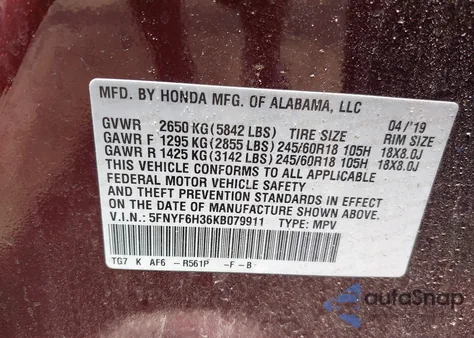 MFD. BY HONDA MFG. OF ALABAMA, LLC
GVWR 2650 KG(5842 LBS) TIRE SIZE 04/'19 RIM SIZE
GAWR F 1295 KG(2855 LBS)245/60R18 105H 18X8.0J
GAWR R 1425 KG(3142 LBS)245/60R18 105H 18X8.0J
THIS VEHICLE CONFORMS TO ALL APPLICABLE
FEDERAL MOTOR VEHICLE SAFETY
AND THEFT PREVENTION STANDARDS IN EFFECT
ON THE DATE OF MANUFACTURE SHOWN ABOVE.
V.I.N.: 5FNYF6H36KB079911 TYPE: MPV
TG7 K AF6 -R561P -F-B
autoSnap